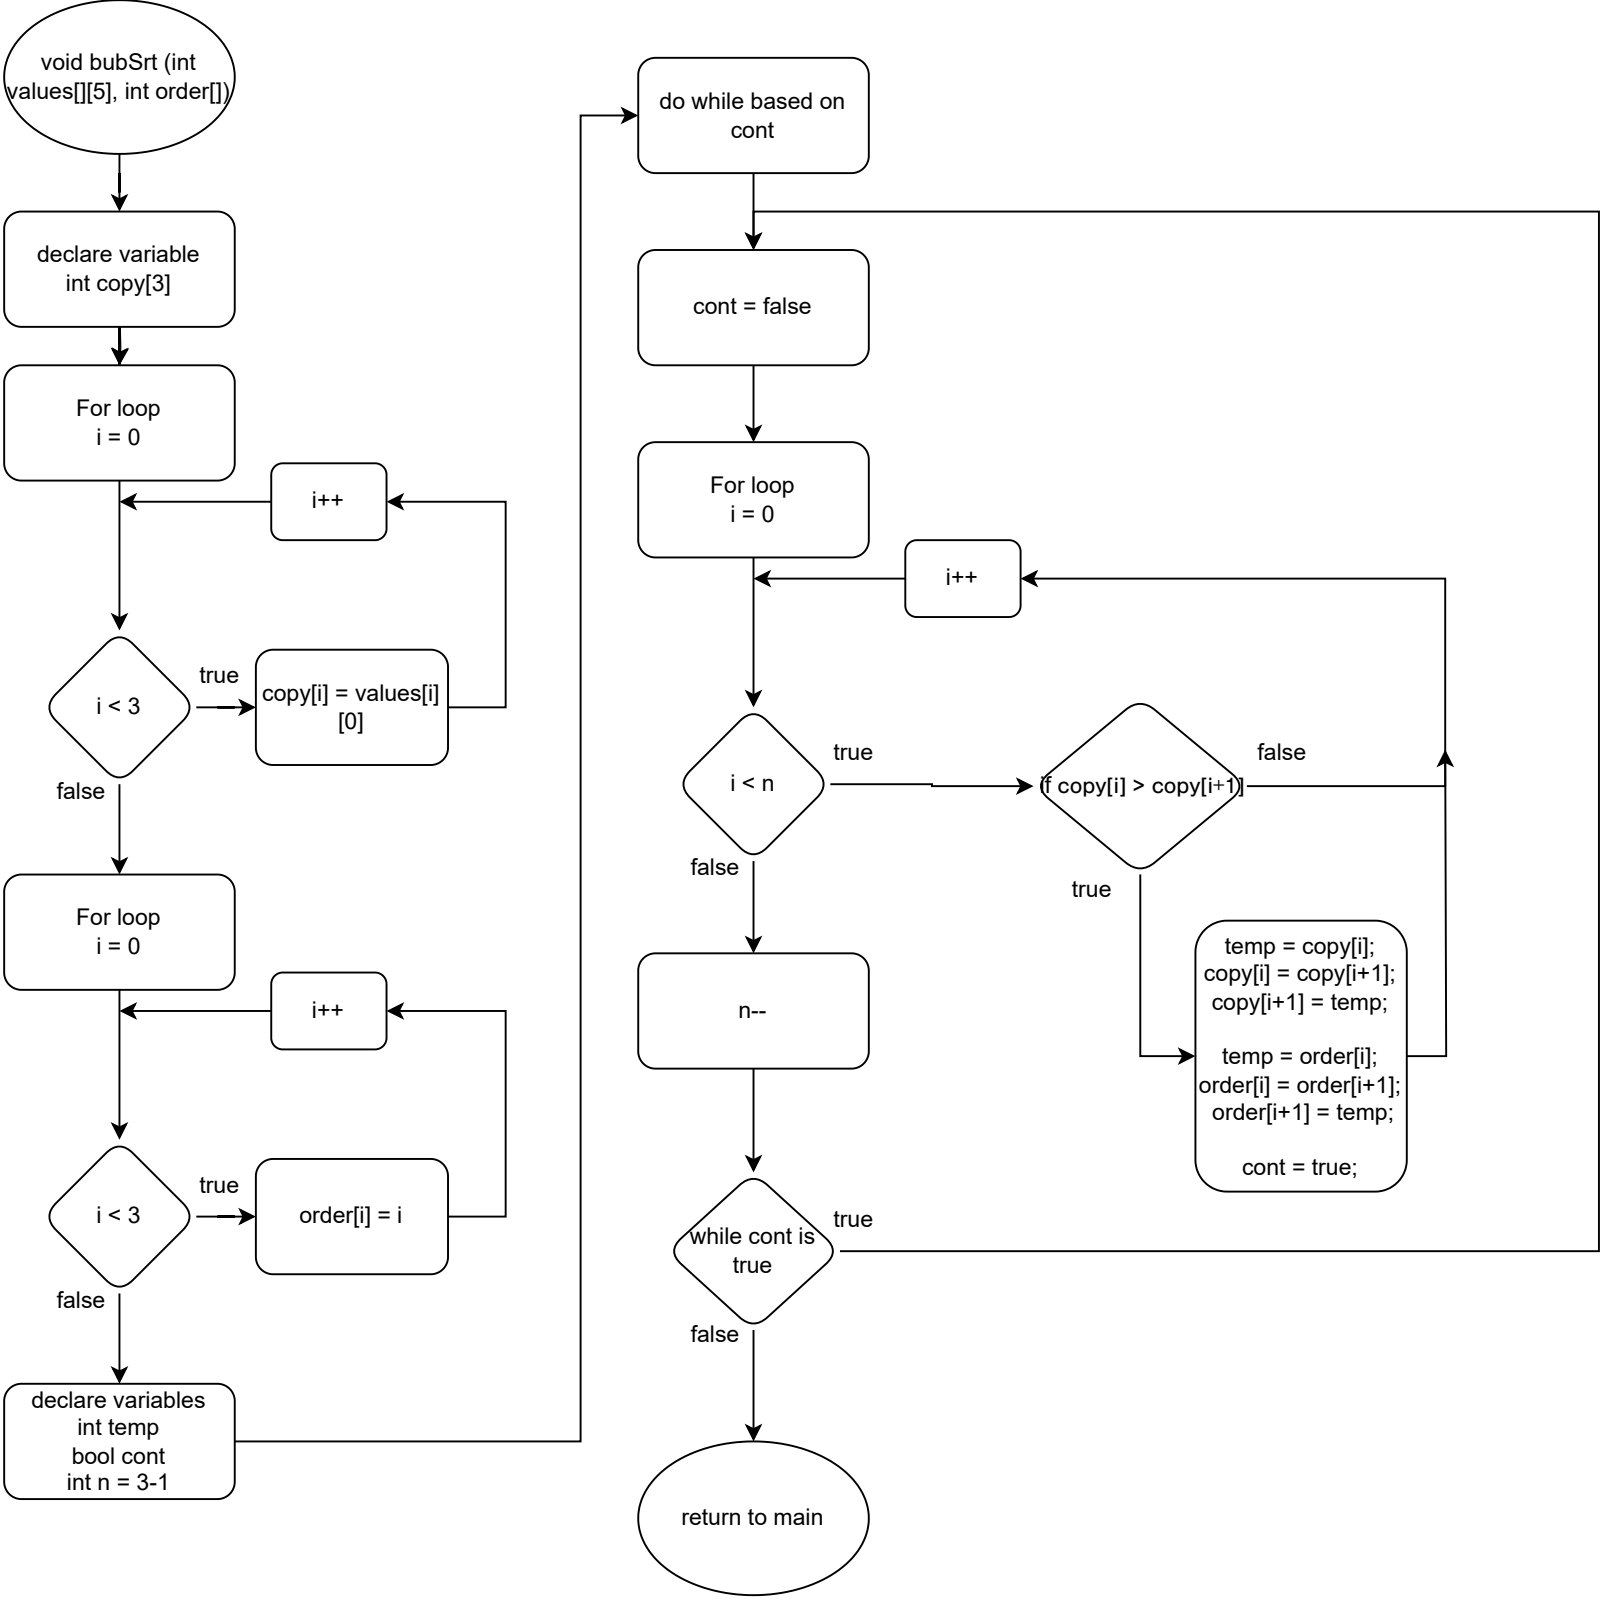 void bubSrt (int
values[][5], int order[])
declare variable
int copy[3]
For loop
i = 0
i++
i < 3
true
copy[i] = values[i]
[0]
false
For loop
i = 0
i++
i < 3
true
order[i] = i
false
declare variables
int temp
bool cont
int n = 3-1
do while based on
cont
cont = false
For loop
i = 0
i++
i < n
true
if copy[i] > copy[i+1]
false
true
temp = copy[i];
copy[i] = copy[i+1];
copy[i+1] = temp;
temp = order[i];
order[i] = order[i+1];
order[i+1] = temp;
cont = true;
false
n--
while cont is
true
true
false
return to main